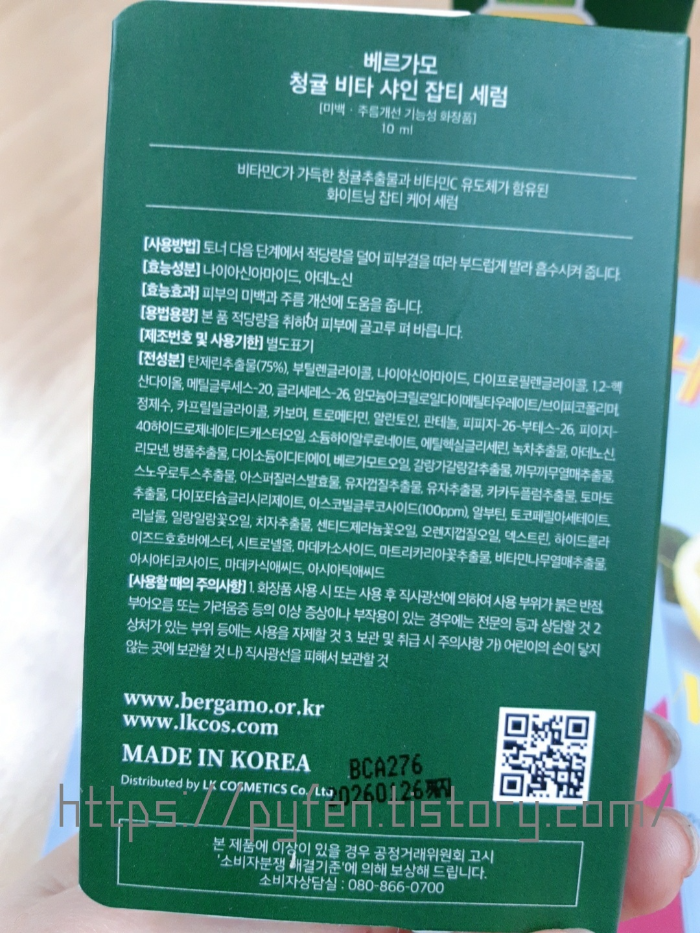 베르가모
청귤 비타 샤인 잡티 세럼
[미백 · 주름개선 기능성 화장품]
10 ml
비타민C가 가득한 청귤추출물과 비타민C 유도체가 함유된
화이트닝 잡티 케어 세럼
[사용방법] 토너 다음 단계에서 적당량을 덜어 피부결을 따라 부드럽게 발라 흡수시켜 줍니다.
[효능성분] 나이아신아마이드, 아데노신
[효능효과] 피부의 미백과 주름 개선에 도움을 줍니다.
[용법용량] 본 품 적당량을 취하여 피부에 골고루 펴 바릅니다.
[제조번호 및 사용기한] 별도표기
[전성분] 탄제린추출물(75%), 부틸렌글라이콜, 나이아신아마이드, 다이프로필렌글라이콜, 1,2-헥
산다이올, 메틸글루세스-20, 글리세레스-26, 암모늄아크릴로일다이메틸타우레이트/브이피코폴리머,
정제수, 카프릴릴글라이콜, 카보머, 트로메타민, 알란토인, 판테놀, 피피지-26-부테스-26, 피이지-
40하이드로제네이티드캐스터오일, 소듐하이알루로네이트, 에틸헥실글리세린, 녹차추출물, 아데노신,
리모넨, 병풀추출물, 다이소듐이디티에이, 베르가모트오일, 갈랑가갈랑갈추출물, 까무까무열매추출물,
스노우로투스추출물, 아스퍼질러스발효물, 유자껍질추출물, 유자추출물, 카카두플럼추출물, 토마토
추출물, 다이포타슘글리시리제이트, 아스코빌글루코사이드(100ppm), 알부틴, 토코페릴아세테이트,
리날룰, 일랑일랑꽃오일, 치자추출물, 센티드제라늄꽃오일, 오렌지껍질오일, 덱스트린, 하이드롤라
이즈드호호바에스터, 시트로넬올, 마데카소사이드, 마트리카리아꽃추출물, 비타민나무열매추출물,
아시아티코사이드, 마데카식애씨드, 아시아틱애씨드
[사용할 때의 주의사항] 1. 화장품 사용 시 또는 사용 후 직사광선에 의하여 사용 부위가 붉은 반점,
부어오름 또는 가려움증 등의 이상 증상이나 부작용이 있는 경우에는 전문의 등과 상담할 것 2.
상처가 있는 부위 등에는 사용을 자제할 것 3. 보관 및 취급 시 주의사항 가) 어린이의 손이 닿지
않는 곳에 보관할 것 나) 직사광선을 피해서 보관할 것
www.bergamo.or.kr
www.lkcos.com
MADE IN KOREA
Distributed by LK COSMETICS Co., Ltd.
BCA276
20260126까지
https://pyfen.tistory.com/
본 제품에 이상이 있을 경우 공정거래위원회 고시
'소비자분쟁 해결기준'에 의해 보상해 드립니다.
소비자상담실 : 080-866-0700